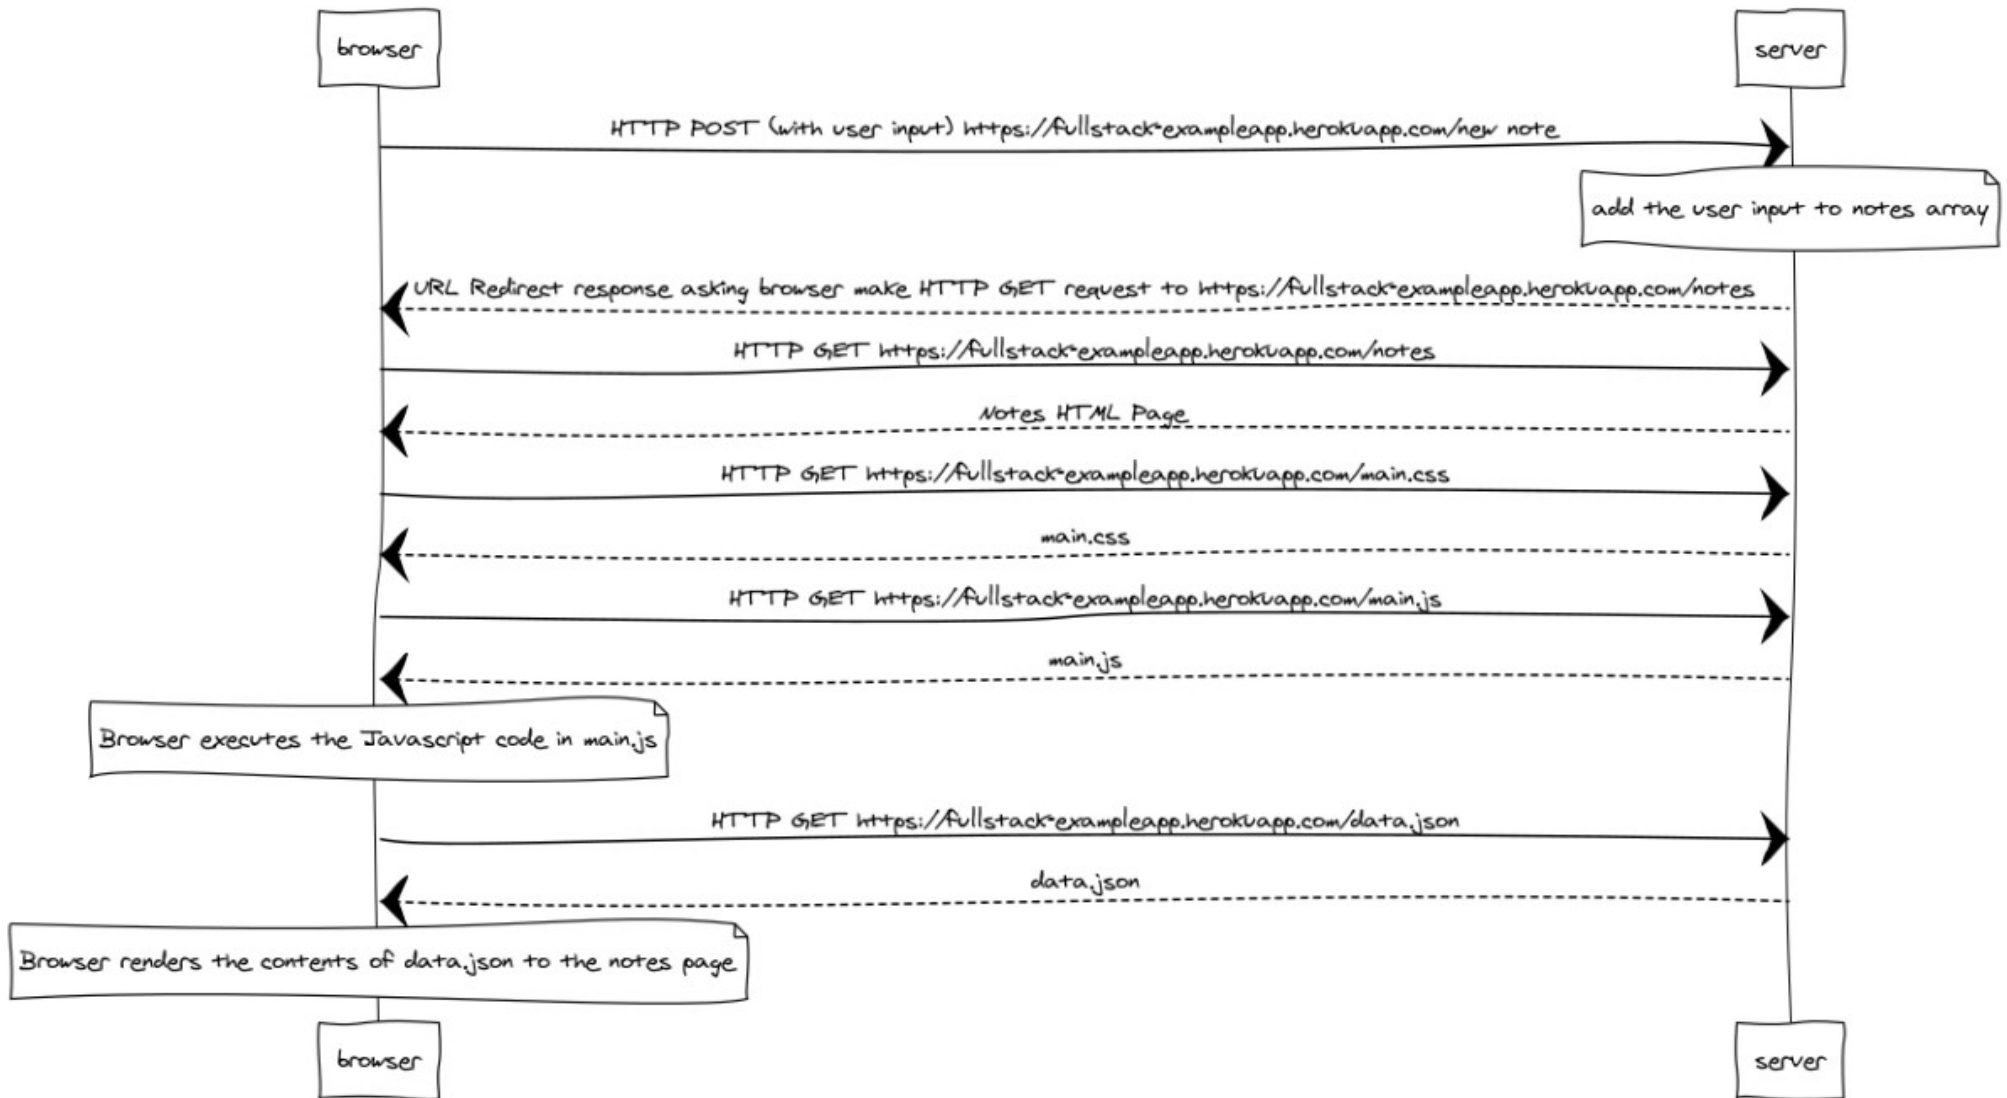 browser
server
HTTP POST (with user input) https://fullstack-exampleapp.herokuapp.com/new note
add the user input to notes array
URL Redirect response asking browser make HTTP GET request to https://fullstack-exampleapp.herokuapp.com/notes
HTTP GET https://fullstack-exampleapp.herokuapp.com/notes
Notes HTML Page
HTTP GET https://fullstack-exampleapp.herokuapp.com/main.css
main.css
HTTP GET https://fullstack-exampleapp.herokuapp.com/main.js
main.js
Browser executes the Javascript code in main.js
HTTP GET https://fullstack-exampleapp.herokuapp.com/data.json
data.json
Browser renders the contents of data.json to the notes page
browser
server